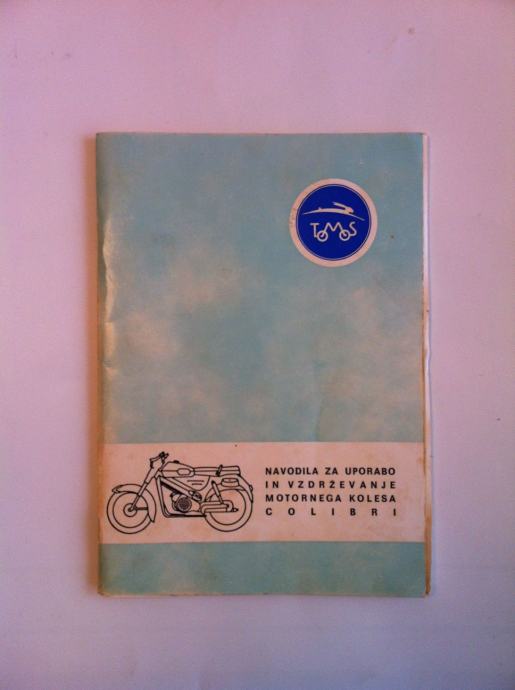 TOMOS
NAVODILA ZA UPORABO
IN VZDRŽEVANJE
MOTORNEGA KOLESA
COLIBRI